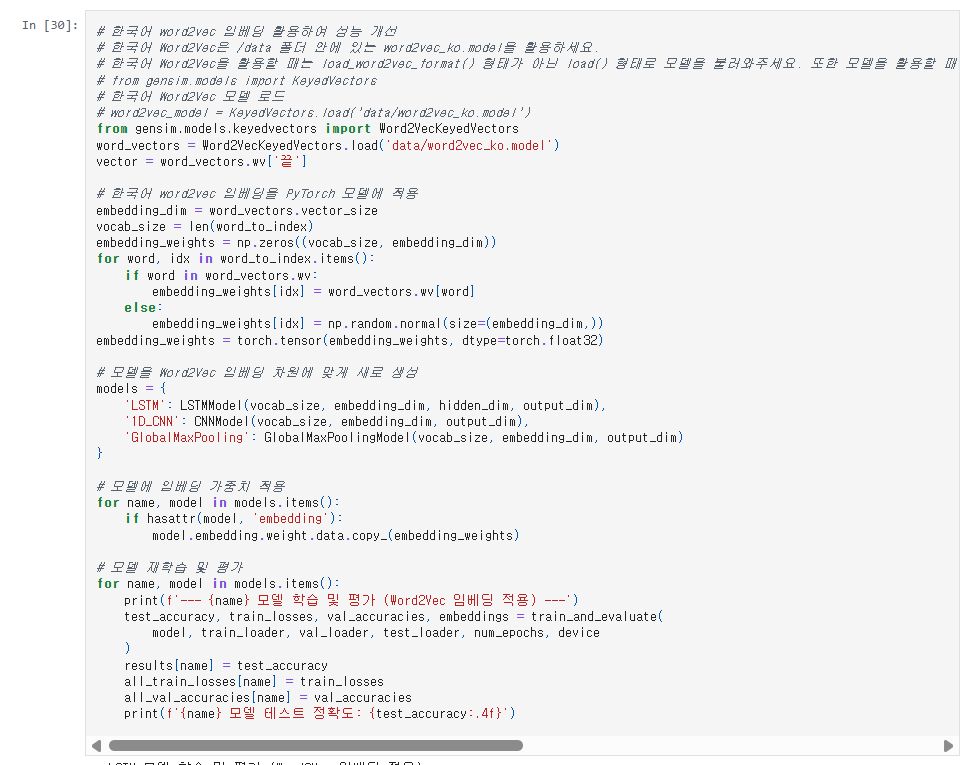 In [30]:
# 한국어 word2vec 임베딩 활용하여 성능 개선
# 한국어 Word2Vec은 /data 폴더 안에 있는 word2vec_ko.model을 활용하세요.
# 한국어 Word2Vec을 활용할 때는 load_word2vec_format() 형태가 아닌 load() 형태로 모델을 불러와주세요. 또한 모델을 활용할 때
# from gensim.models import KeyedVectors
# 한국어 Word2Vec 모델 로드
# word2vec_model = KeyedVectors.load('data/word2vec_ko.model')
from gensim.models.keyedvectors import Word2VecKeyedVectors
word_vectors = Word2VecKeyedVectors.load('data/word2vec_ko.model')
vector = word_vectors.wv['끝']

# 한국어 word2vec 임베딩을 PyTorch 모델에 적용
embedding_dim = word_vectors.vector_size
vocab_size = len(word_to_index)
embedding_weights = np.zeros((vocab_size, embedding_dim))
for word, idx in word_to_index.items():
    if word in word_vectors.wv:
        embedding_weights[idx] = word_vectors.wv[word]
    else:
        embedding_weights[idx] = np.random.normal(size=(embedding_dim,))
embedding_weights = torch.tensor(embedding_weights, dtype=torch.float32)

# 모델을 Word2Vec 임베딩 차원에 맞게 새로 생성
models = {
    'LSTM': LSTMModel(vocab_size, embedding_dim, hidden_dim, output_dim),
    '1D_CNN': CNNModel(vocab_size, embedding_dim, output_dim),
    'GlobalMaxPooling': GlobalMaxPoolingModel(vocab_size, embedding_dim, output_dim)
}

# 모델에 임베딩 가중치 적용
for name, model in models.items():
    if hasattr(model, 'embedding'):
        model.embedding.weight.data.copy_(embedding_weights)

# 모델 재학습 및 평가
for name, model in models.items():
    print(f'--- {name} 모델 학습 및 평가 (Word2Vec 임베딩 적용) ---')
    test_accuracy, train_losses, val_accuracies, embeddings = train_and_evaluate(
        model, train_loader, val_loader, test_loader, num_epochs, device
    )
    results[name] = test_accuracy
    all_train_losses[name] = train_losses
    all_val_accuracies[name] = val_accuracies
    print(f'{name} 모델 테스트 정확도: {test_accuracy:.4f}')